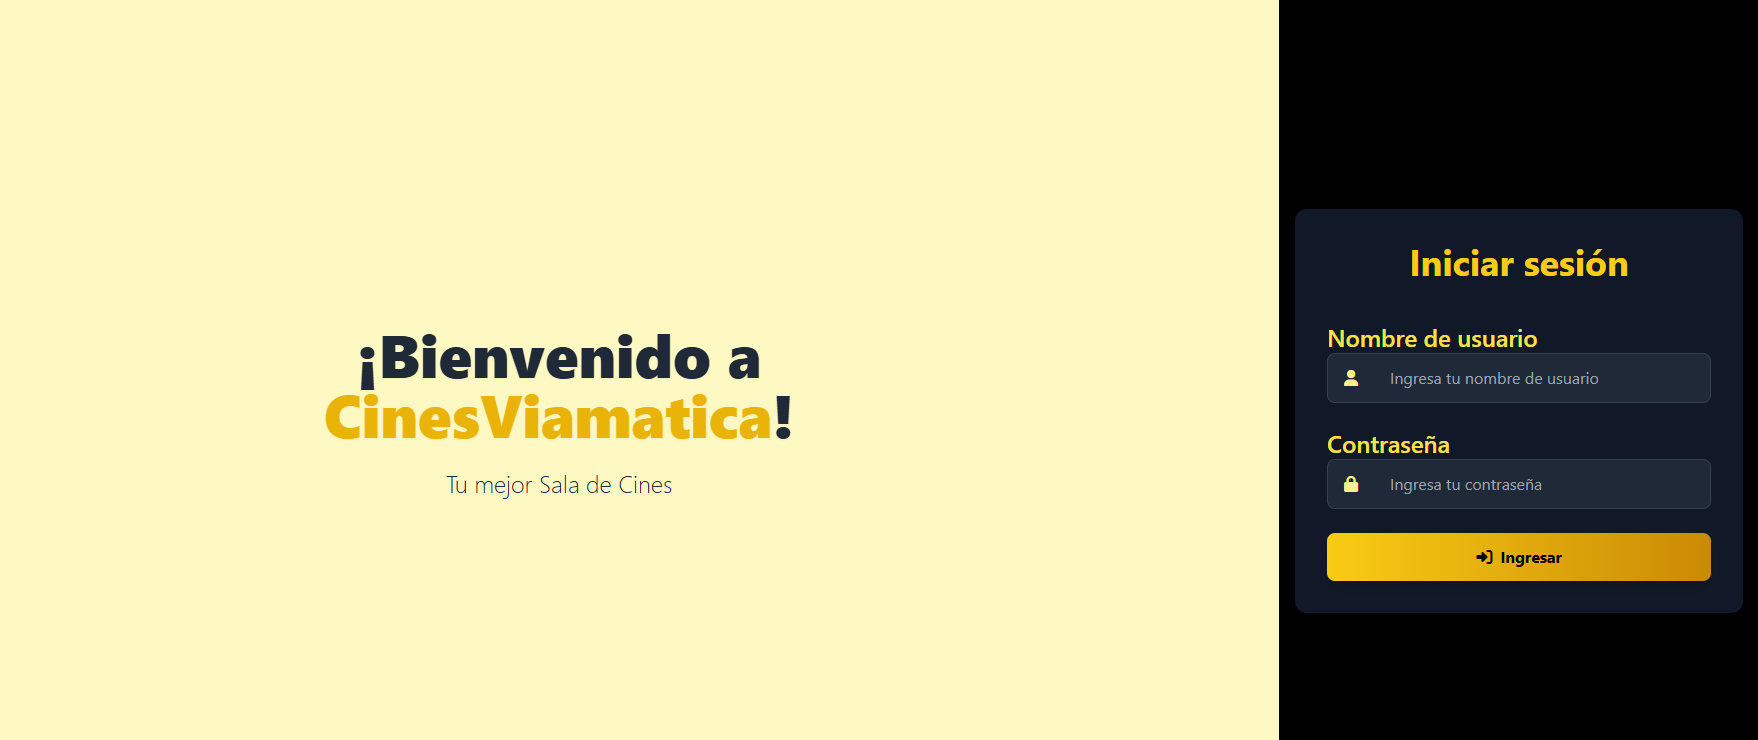 ¡Bienvenido a
CinesViamatica!
Tu mejor Sala de Cines
Iniciar sesión
Nombre de usuario
Ingresa tu nombre de usuario
Contraseña
Ingresa tu contraseña
Ingresar